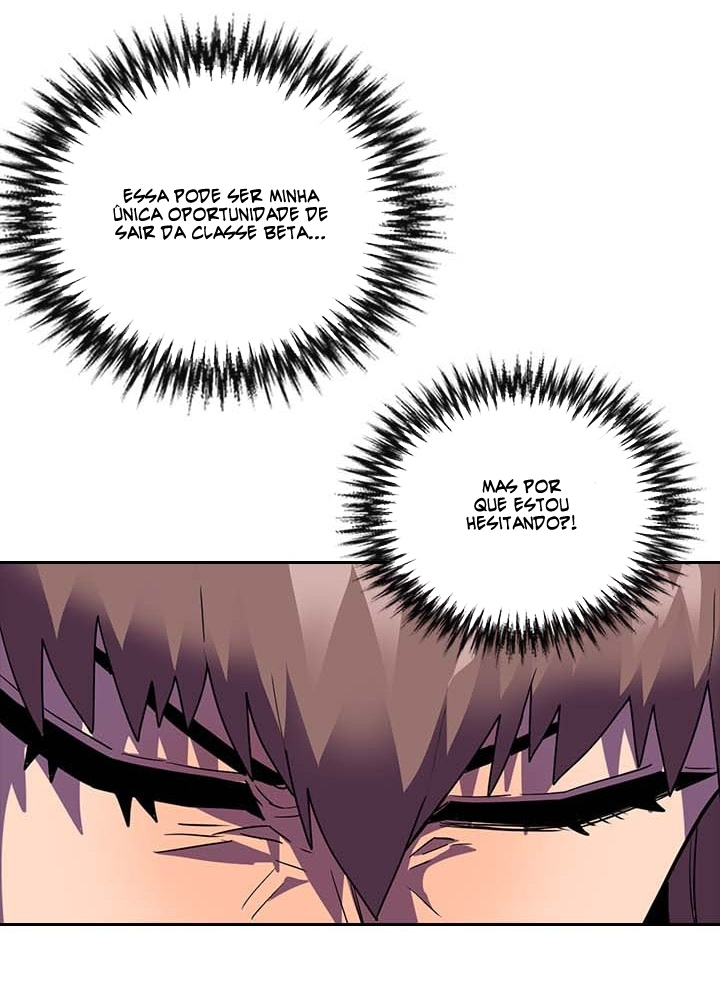 ESSA PODE SER MINHA
ÚNICA OPORTUNIDADE DE
SAIR DA CLASSE BETA...
MAS POR
QUE ESTOU
HESITANDO?!